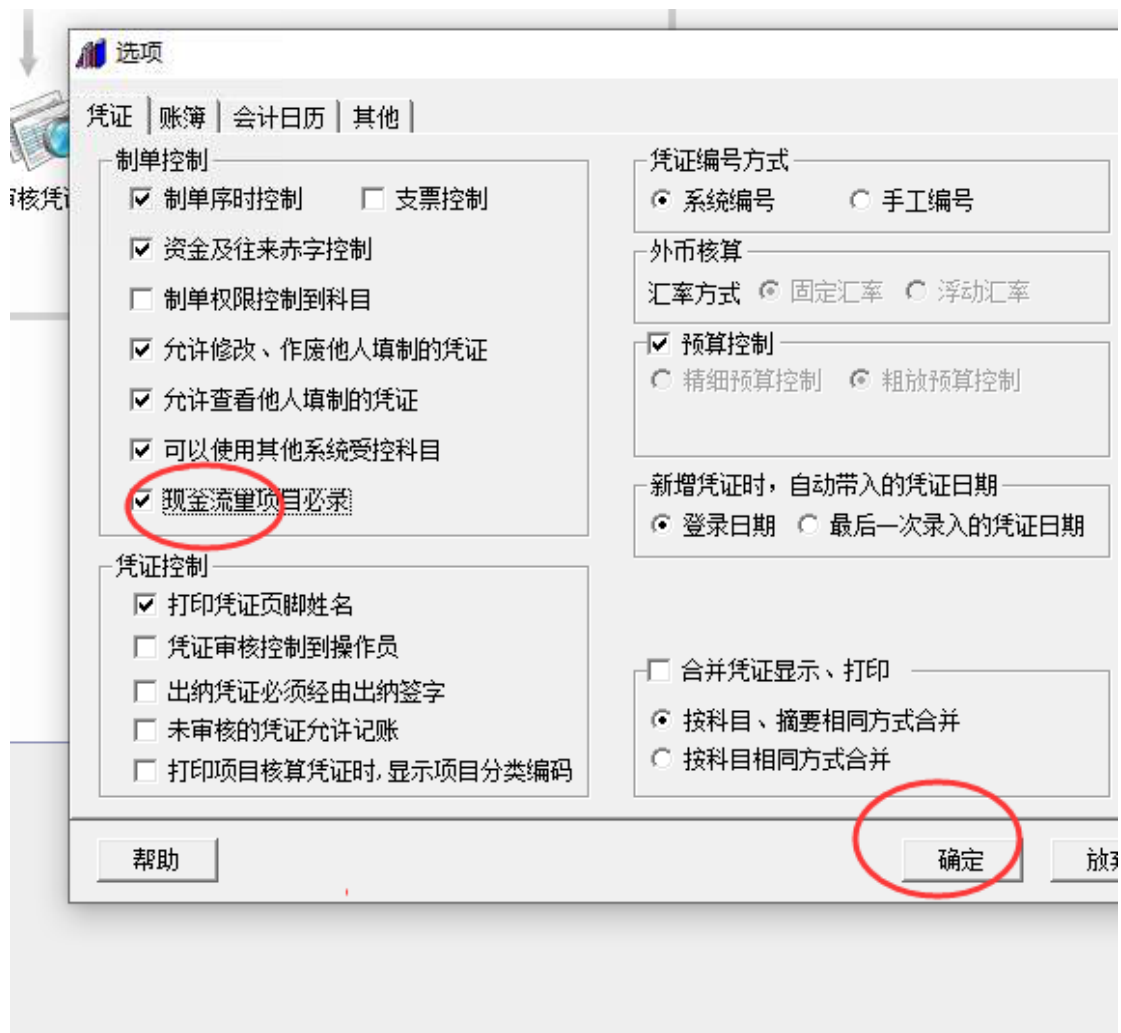 选项
凭证 账簿 会计日历 其他
审核凭证
制单控制
制单序时控制 支票控制
资金及往来赤字控制
制单权限控制到科目
允许修改、作废他人填制的凭证
允许查看他人填制的凭证
可以使用其他系统受控科目
现金流量项目必录
凭证控制
打印凭证页脚姓名
凭证审核控制到操作员
出纳凭证必须经由出纳签字
未审核的凭证允许记账
打印项目核算凭证时,显示项目分类编码
凭证编号方式
系统编号 手工编号
外币核算
汇率方式 固定汇率 浮动汇率
预算控制
精细预算控制 粗放预算控制
新增凭证时，自动带入的凭证日期
登录日期 最后一次录入的凭证日期
合并凭证显示、打印
按科目、摘要相同方式合并
按科目相同方式合并
帮助 确定 放弃